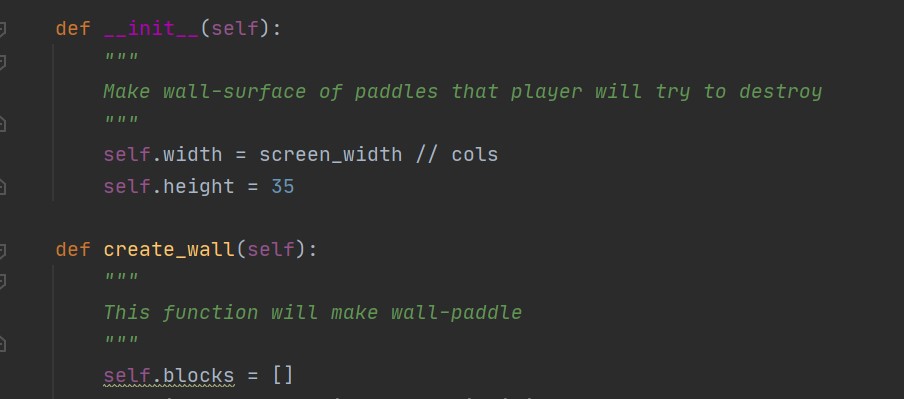 def __init__(self):
"""
Make wall-surface of paddles that player will try to destroy
"""
self.width = screen_width // cols
self.height = 35
def create_wall(self):
"""
This function will make wall-paddle
"""
self.blocks = []